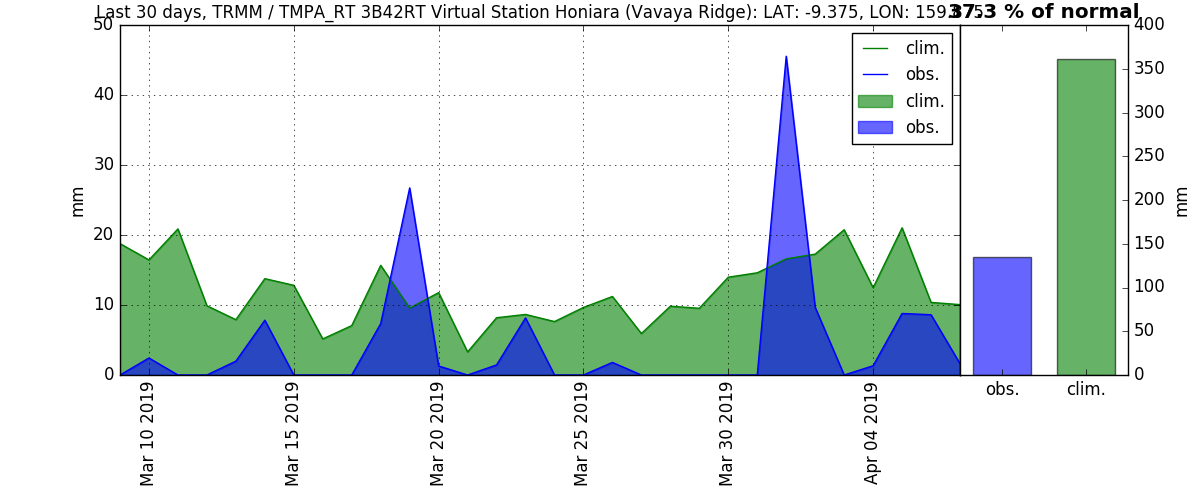 Last 30 days, TRMM / TMPA_RT 3B42RT Virtual Station Honiara (Vavaya Ridge): LAT: -9.375, LON:
37.3 % of normal
50
40
30
20
10
0
mm
clim.
obs.
clim.
obs.
400
350
300
250
200
150
100
50
0
mm
obs.
clim.
Mar 10 2019
Mar 15 2019
Mar 20 2019
Mar 25 2019
Mar 30 2019
Apr 04 2019